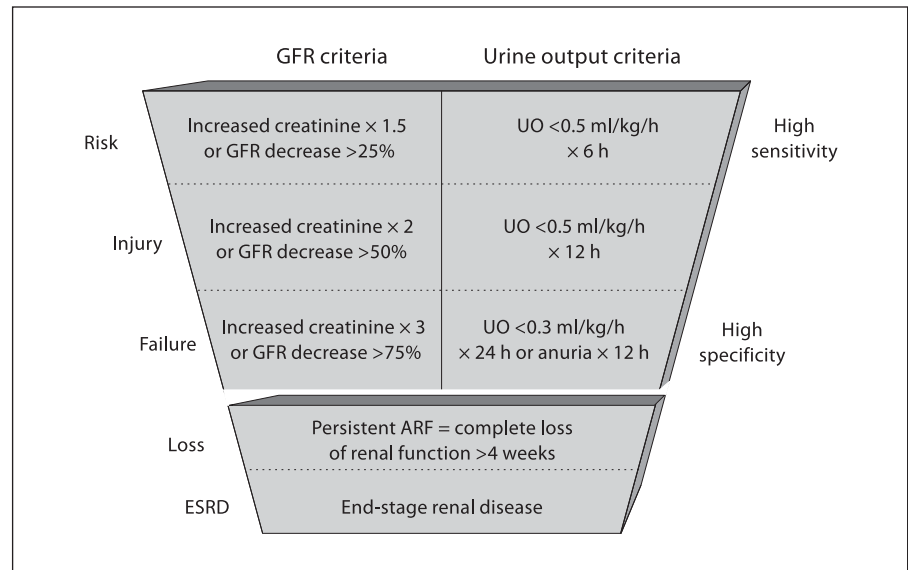 GFR criteria
Urine output criteria
Risk
Increased creatinine × 1.5
or GFR decrease >25%
UO <0.5 ml/kg/h
× 6 h
High
sensitivity
Injury
Increased creatinine × 2
or GFR decrease >50%
UO <0.5 ml/kg/h
× 12 h
Failure
Increased creatinine × 3
or GFR decrease >75%
UO <0.3 ml/kg/h
× 24 h or anuria × 12 h
High
specificity
Loss
Persistent ARF = complete loss
of renal function >4 weeks
ESRD
End-stage renal disease